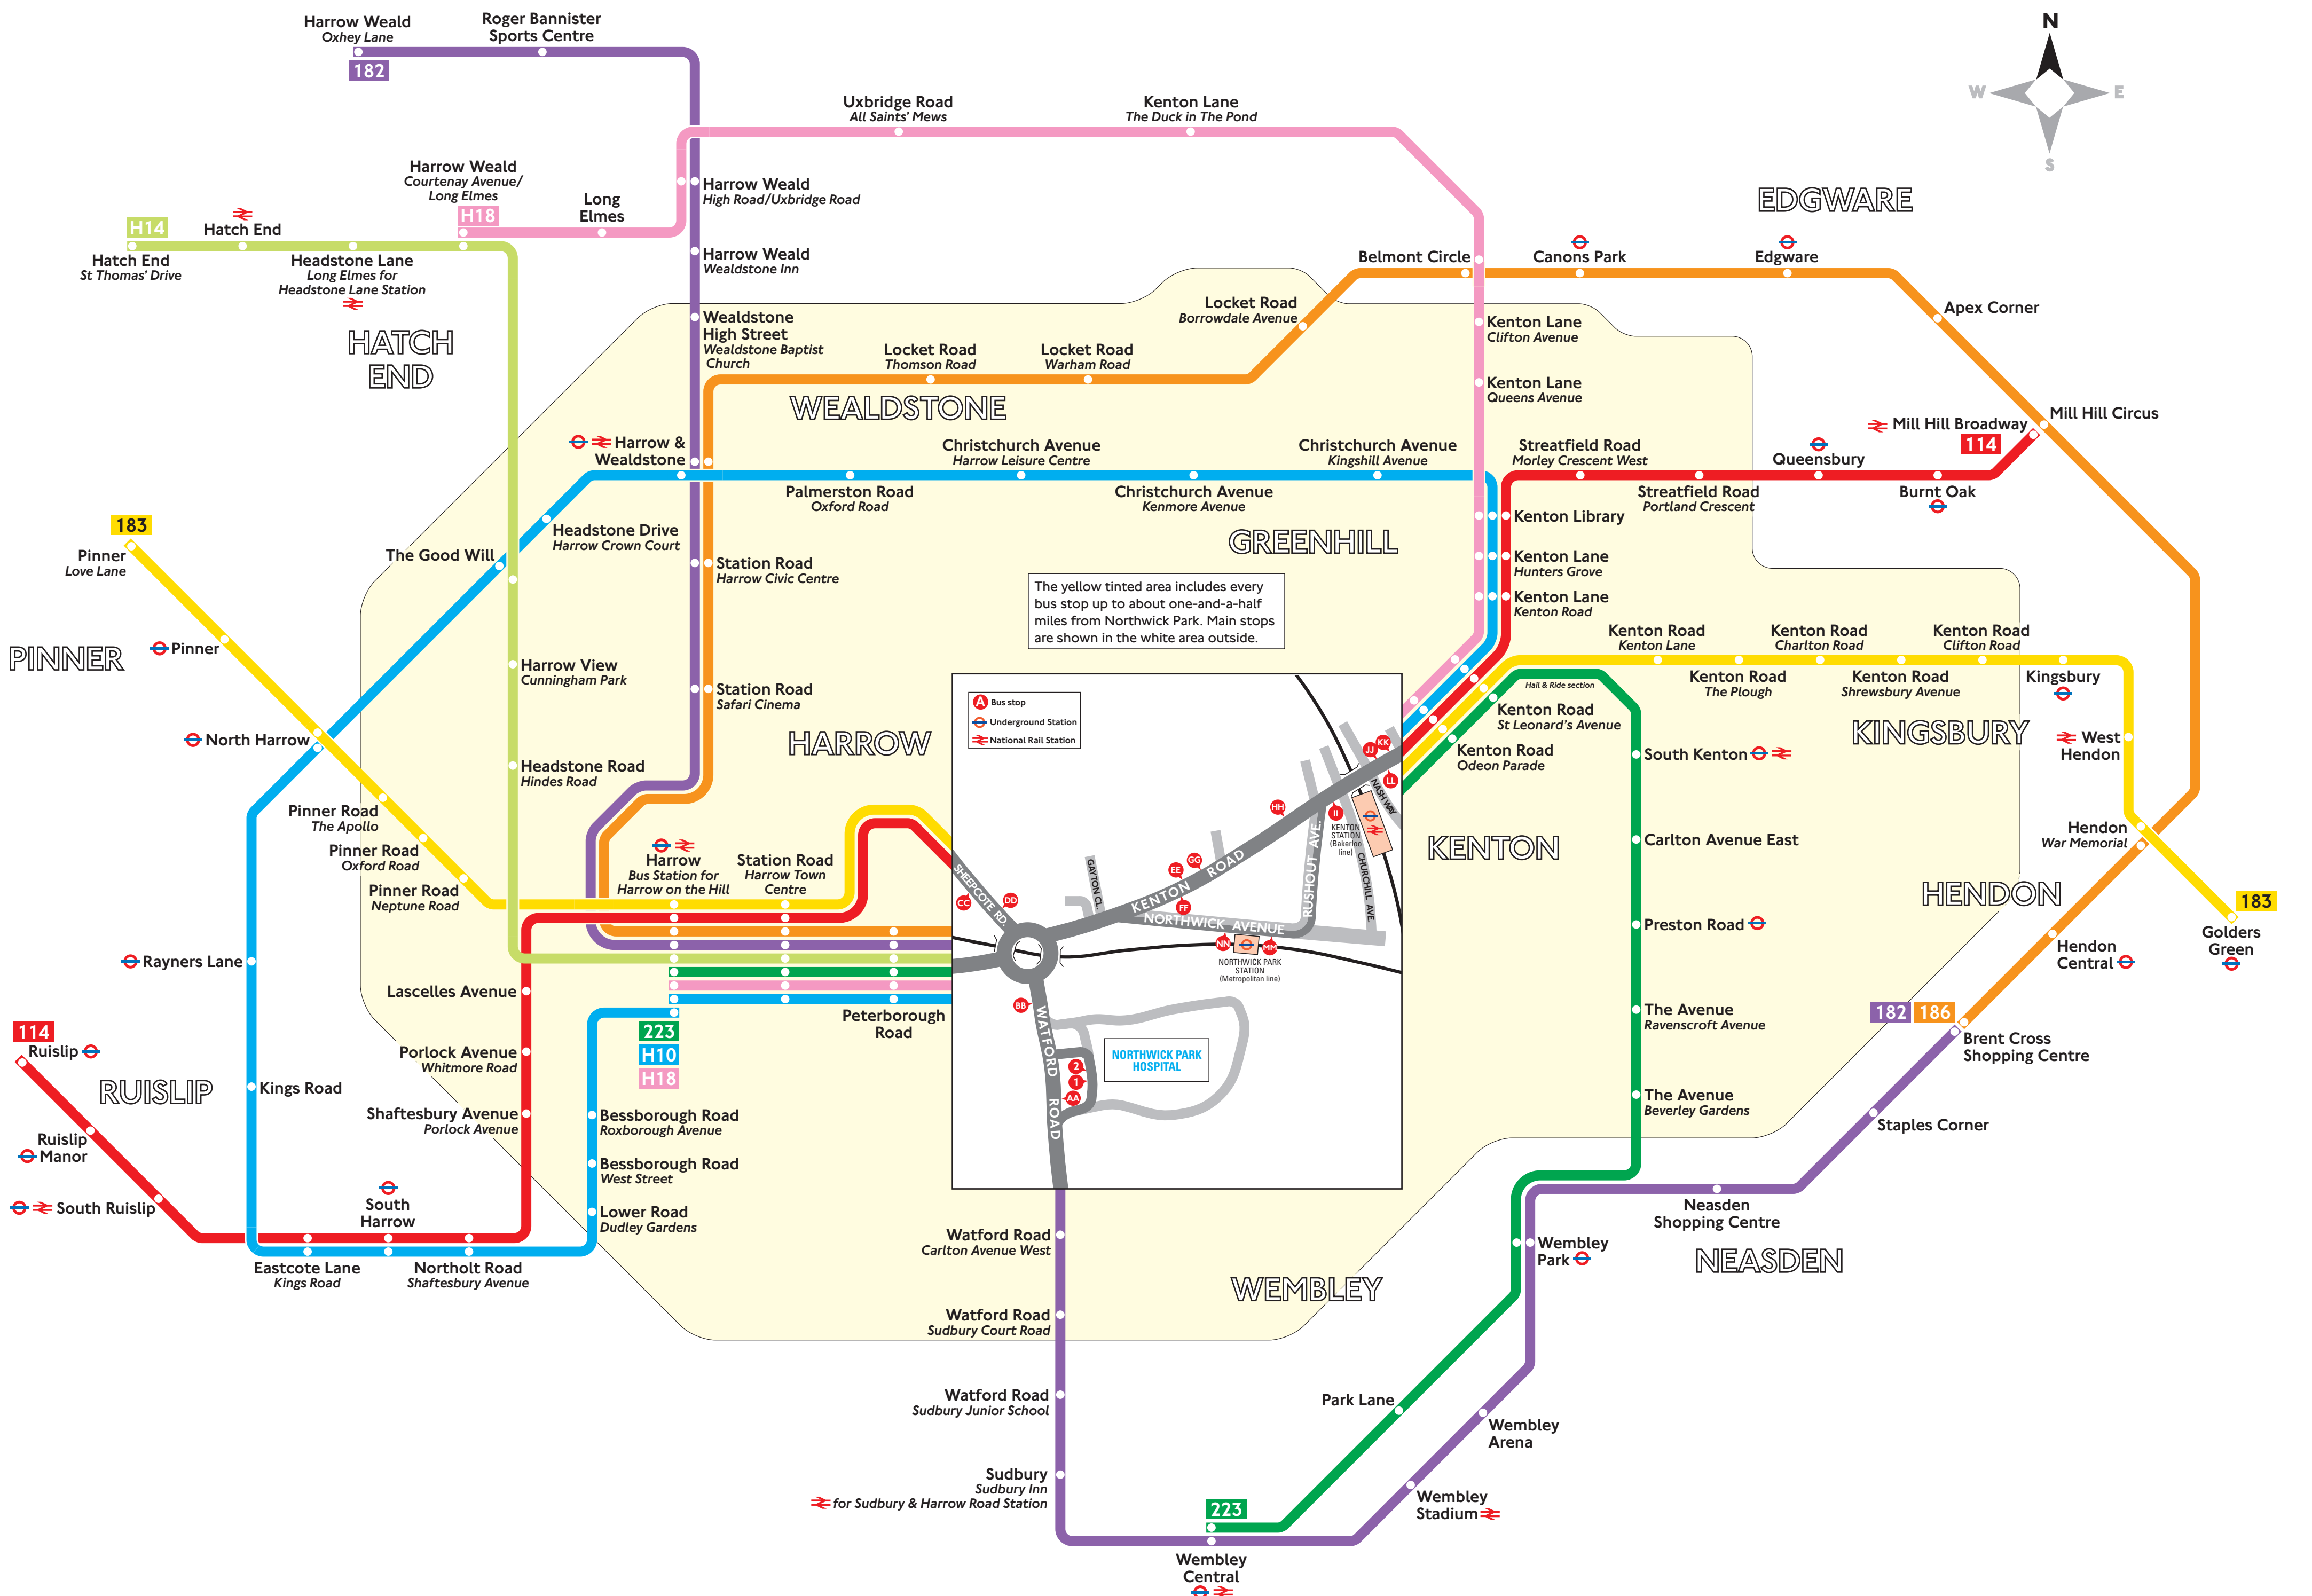 Harrow Weald
Oxhey Lane
182
Roger Bannister
Sports Centre
N
W
E
S
Uxbridge Road
All Saints' Mews
Kenton Lane
The Duck in The Pond
Harrow Weald
Courtenay Avenue/
Long Elmes
H18
Long
Elmes
Harrow Weald
High Road/Uxbridge Road
EDGWARE
H14
Hatch End
Hatch End
St Thomas' Drive
Headstone Lane
Long Elmes for
Headstone Lane Station
Harrow Weald
Wealdstone Inn
Belmont Circle
Canons Park
Edgware
HATCH
END
Wealdstone
High Street
Wealdstone Baptist
Church
Locket Road
Borrowdale Avenue
Locket Road
Thomson Road
Locket Road
Warham Road
Kenton Lane
Clifton Avenue
Kenton Lane
Queens Avenue
Apex Corner
WEALDSTONE
Mill Hill Circus
Mill Hill Broadway
114
Harrow &
Wealdstone
Christchurch Avenue
Harrow Leisure Centre
Christchurch Avenue
Kingshill Avenue
Streatfield Road
Morley Crescent West
Queensbury
Palmerston Road
Oxford Road
Christchurch Avenue
Kenmore Avenue
Streatfield Road
Portland Crescent
Burnt Oak
183
Pinner
Love Lane
Headstone Drive
Harrow Crown Court
The Good Will
GREENHILL
Kenton Library
Kenton Lane
Hunters Grove
Kenton Lane
Kenton Road
Station Road
Harrow Civic Centre
The yellow tinted area includes every
bus stop up to about one-and-a-half
miles from Northwick Park. Main stops
are shown in the white area outside.
PINNER
Pinner
Harrow View
Cunningham Park
Station Road
Safari Cinema
Kenton Road
Kenton Lane
Kenton Road
Charlton Road
Kenton Road
Clifton Road
Kenton Road
The Plough
Kenton Road
Shrewsbury Avenue
Kingsbury
Hail & Ride section
Kenton Road
St Leonard's Avenue
Kenton Road
Odeon Parade
KINGSBURY
West
Hendon
North Harrow
HARROW
Headstone Road
Hindes Road
South Kenton
A
Bus stop
Underground Station
National Rail Station
JJ
KK
LL
NASH WAY
HH
II
KENTON
STATION
(Bakerloo
line)
CHURCHILL AVE.
RUSHOUT AVE.
GG
EE
FF
KENTON ROAD
GAYTON CL.
SHEEPCOTE RD.
CC
DD
NORTHWICK AVENUE
NN
MM
NORTHWICK PARK
STATION
(Metropolitan line)
BB
WATFORD ROAD
2
1
AA
NORTHWICK PARK
HOSPITAL
Pinner Road
The Apollo
Pinner Road
Oxford Road
Pinner Road
Neptune Road
Harrow
Bus Station for
Harrow on the Hill
Station Road
Harrow Town
Centre
KENTON
Carlton Avenue East
Hendon
War Memorial
HENDON
183
Golders
Green
Preston Road
Hendon
Central
Rayners Lane
Lascelles Avenue
Peterborough
Road
223
H10
H18
The Avenue
Ravenscroft Avenue
182
186
Brent Cross
Shopping Centre
114
Ruislip
RUISLIP
Porlock Avenue
Whitmore Road
Kings Road
Shaftesbury Avenue
Porlock Avenue
Bessborough Road
Roxborough Avenue
The Avenue
Beverley Gardens
Staples Corner
Ruislip
Manor
Bessborough Road
West Street
South Ruislip
South
Harrow
Lower Road
Dudley Gardens
Neasden
Shopping Centre
Watford Road
Carlton Avenue West
Wembley
Park
NEASDEN
Eastcote Lane
Kings Road
Northolt Road
Shaftesbury Avenue
WEMBLEY
Watford Road
Sudbury Court Road
Watford Road
Sudbury Junior School
Park Lane
Wembley
Arena
Sudbury
Sudbury Inn
for Sudbury & Harrow Road Station
Wembley
Stadium
223
Wembley
Central